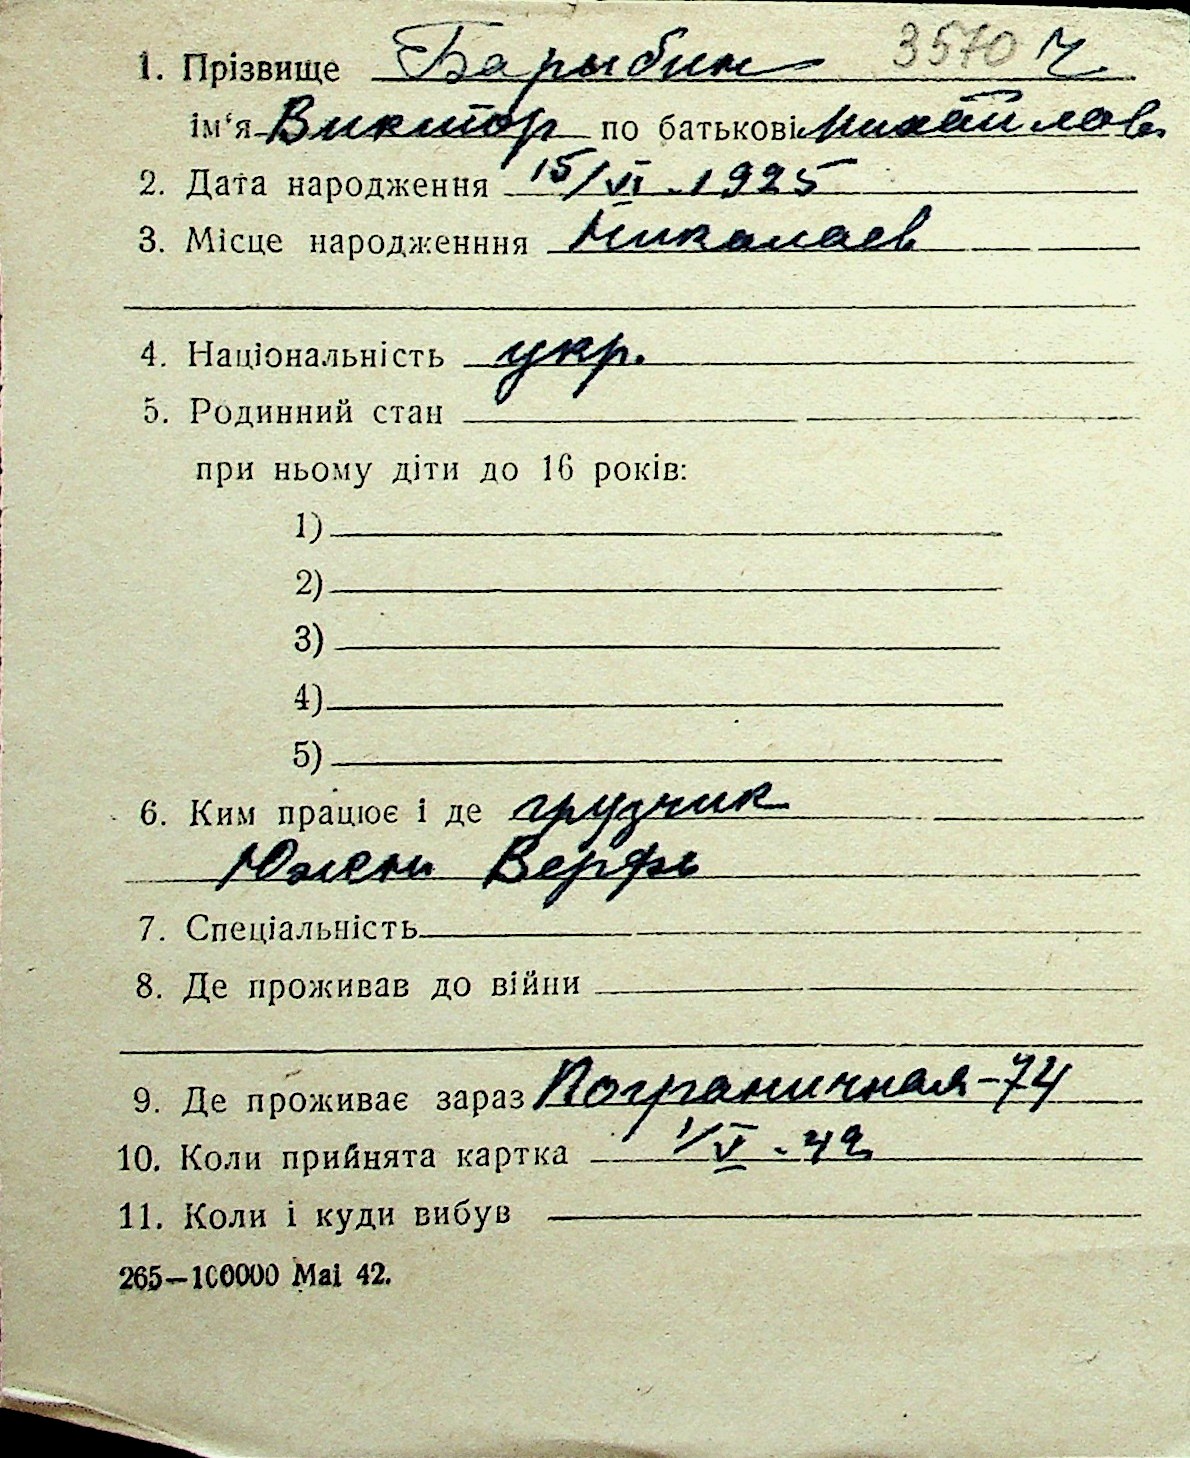 1. Прізвище Барыбин 3570 Ч
ім'я Виктор по батькові Михайлов
2. Дата народження 15/VI-1925
3. Місце народженння Николаев
4. Національність укр.
5. Родинний стан
при ньому діти до 16 років:
1)
2)
3)
4)
5)
6. Ким працює і де грузчик
Южн Верфь
7. Спеціальність
8. Де проживав до війни
9. Де проживає зараз Пограничная-74
10. Коли прийнята картка 1/V-42
11. Коли і куди вибув
265—100000 Mai 42.